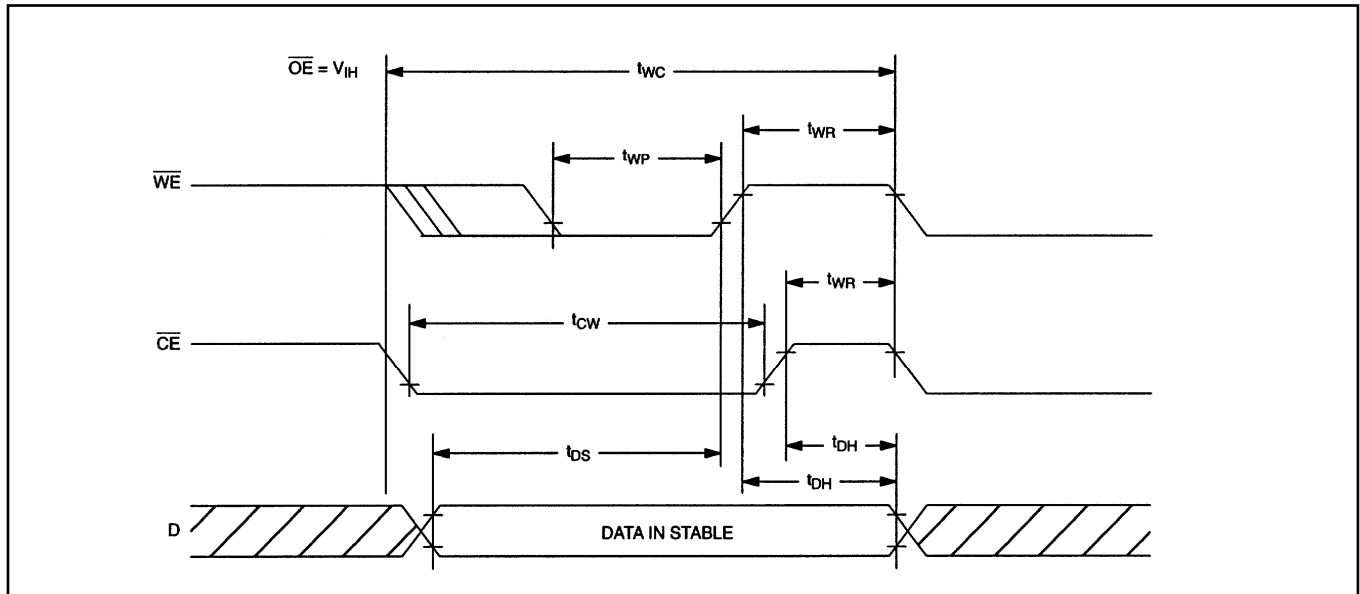 OE = VIH
tWC
tWR
tWP
WE
tWR
tCW
CE
tDH
tDS
tDH
D
DATA IN STABLE